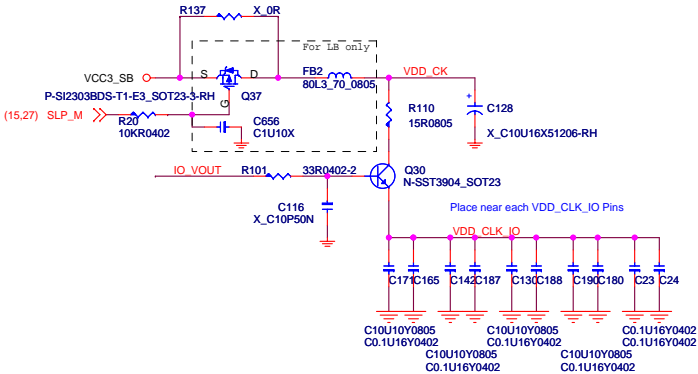 R137 X_0R
For LB only
VCC3_SB S D FB2 VDD_CK
80L3_70_0805
P-SI2303BDS-T1-E3_SOT23-3-RH Q37
G
(15,27) SLP_M
R20
10KR0402
C656
C1U10X
R110
15R0805
+
C128
X_C10U16X51206-RH
IO_VOUT R101 33R0402-2
Q30
N-SST3904_SOT23
C116
X_C10P50N
Place near each VDD_CLK_IO Pins
VDD_CLK_IO
C171 C165 C142 C187 C130 C188 C190 C180 C23 C24
C10U10Y0805 C10U10Y0805 C0.1U16Y0402
C0.1U16Y0402 C0.1U16Y0402 C0.1U16Y0402
C10U10Y0805 C10U10Y0805
C0.1U16Y0402 C0.1U16Y0402